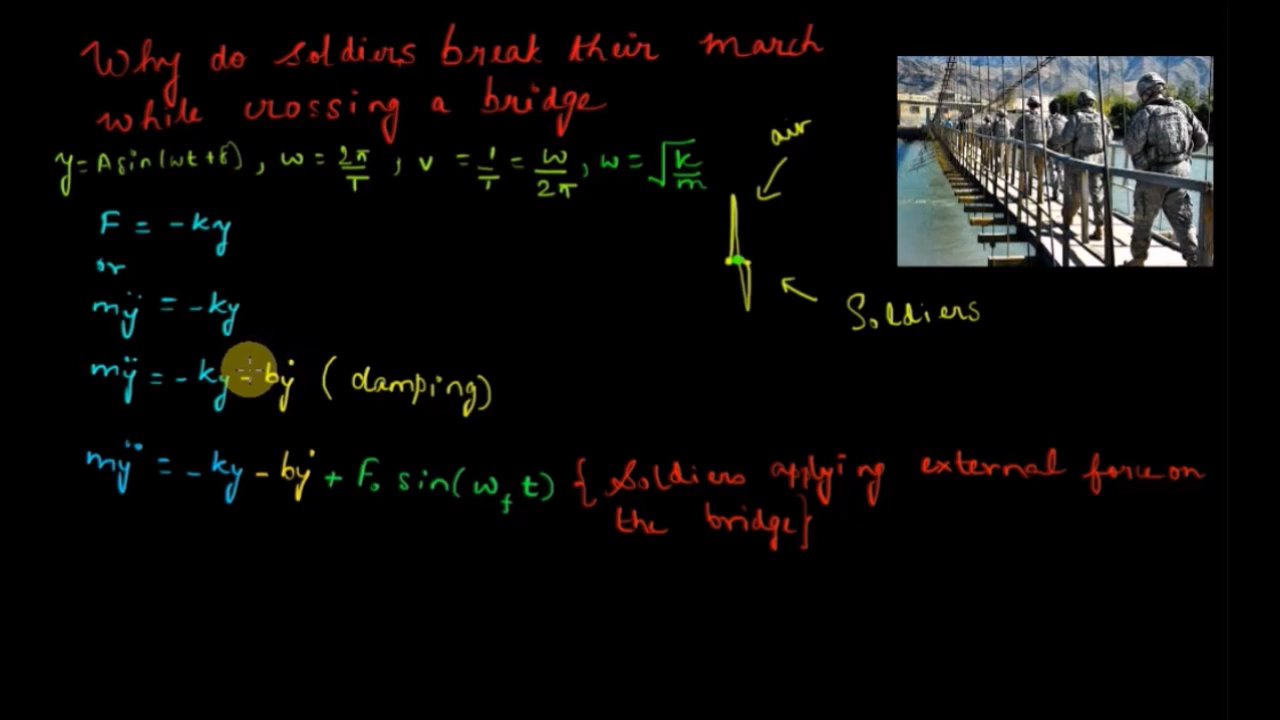 Why do soldiers break their march
while crossing a bridge
y=Asin(ωt+δ), ω = 2π/T, ν = 1/T = ω/2π, ω = √k/m
air
F = -ky
or
mÿ = -ky
Soldiers
mÿ = -ky - bẏ (damping)
mÿ = -ky - bẏ + F₀ sin(ω_f t) {Soldiers applying external force on
the bridge}